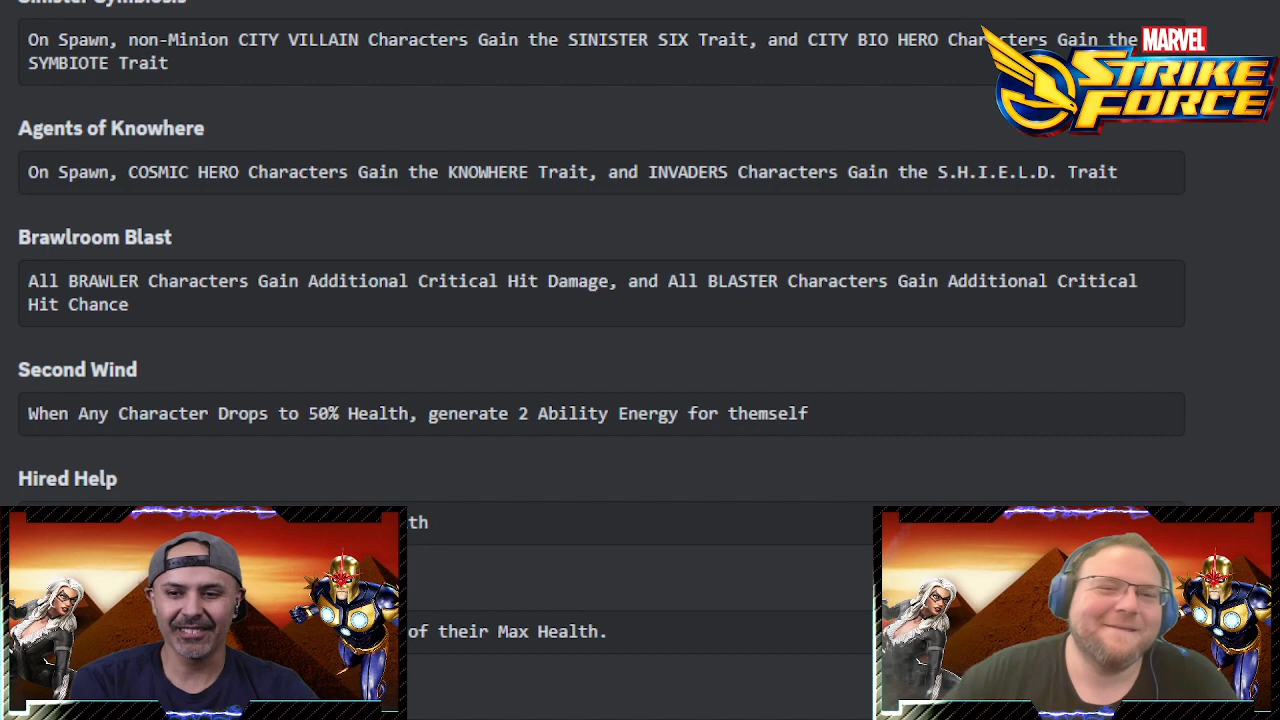 On Spawn, non-Minion CITY VILLAIN Characters Gain the SINISTER SIX Trait, and CITY BIO HERO Characters Gain the
SYMBIOTE Trait
MARVEL
STRIKE
FORCE
Agents of Knowhere
On Spawn, COSMIC HERO Characters Gain the KNOWHERE Trait, and INVADERS Characters Gain the S.H.I.E.L.D. Trait
Brawlroom Blast
All BRAWLER Characters Gain Additional Critical Hit Damage, and All BLASTER Characters Gain Additional Critical
Hit Chance
Second Wind
When Any Character Drops to 50% Health, generate 2 Ability Energy for themself
Hired Help
th
of their Max Health.